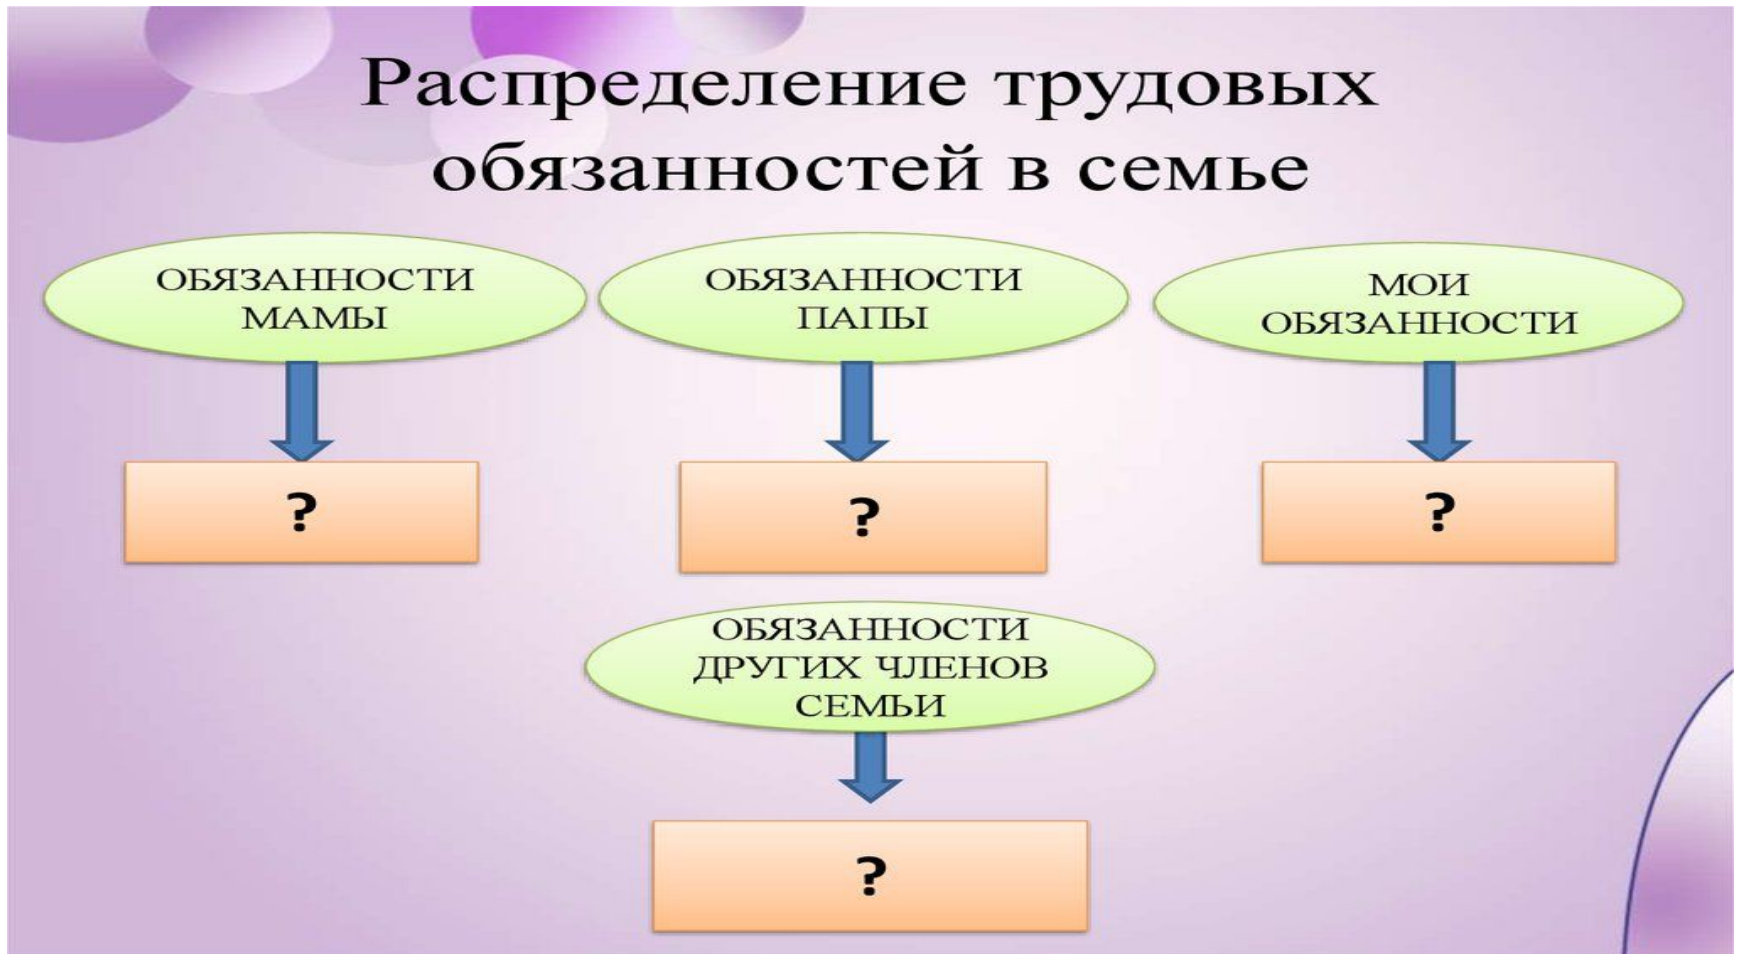 Распределение трудовых
обязанностей в семье
ОБЯЗАННОСТИ
МАМЫ
ОБЯЗАННОСТИ
ПАПЫ
МОИ
ОБЯЗАННОСТИ
?
?
?
ОБЯЗАННОСТИ
ДРУГИХ ЧЛЕНОВ
СЕМЬИ
?